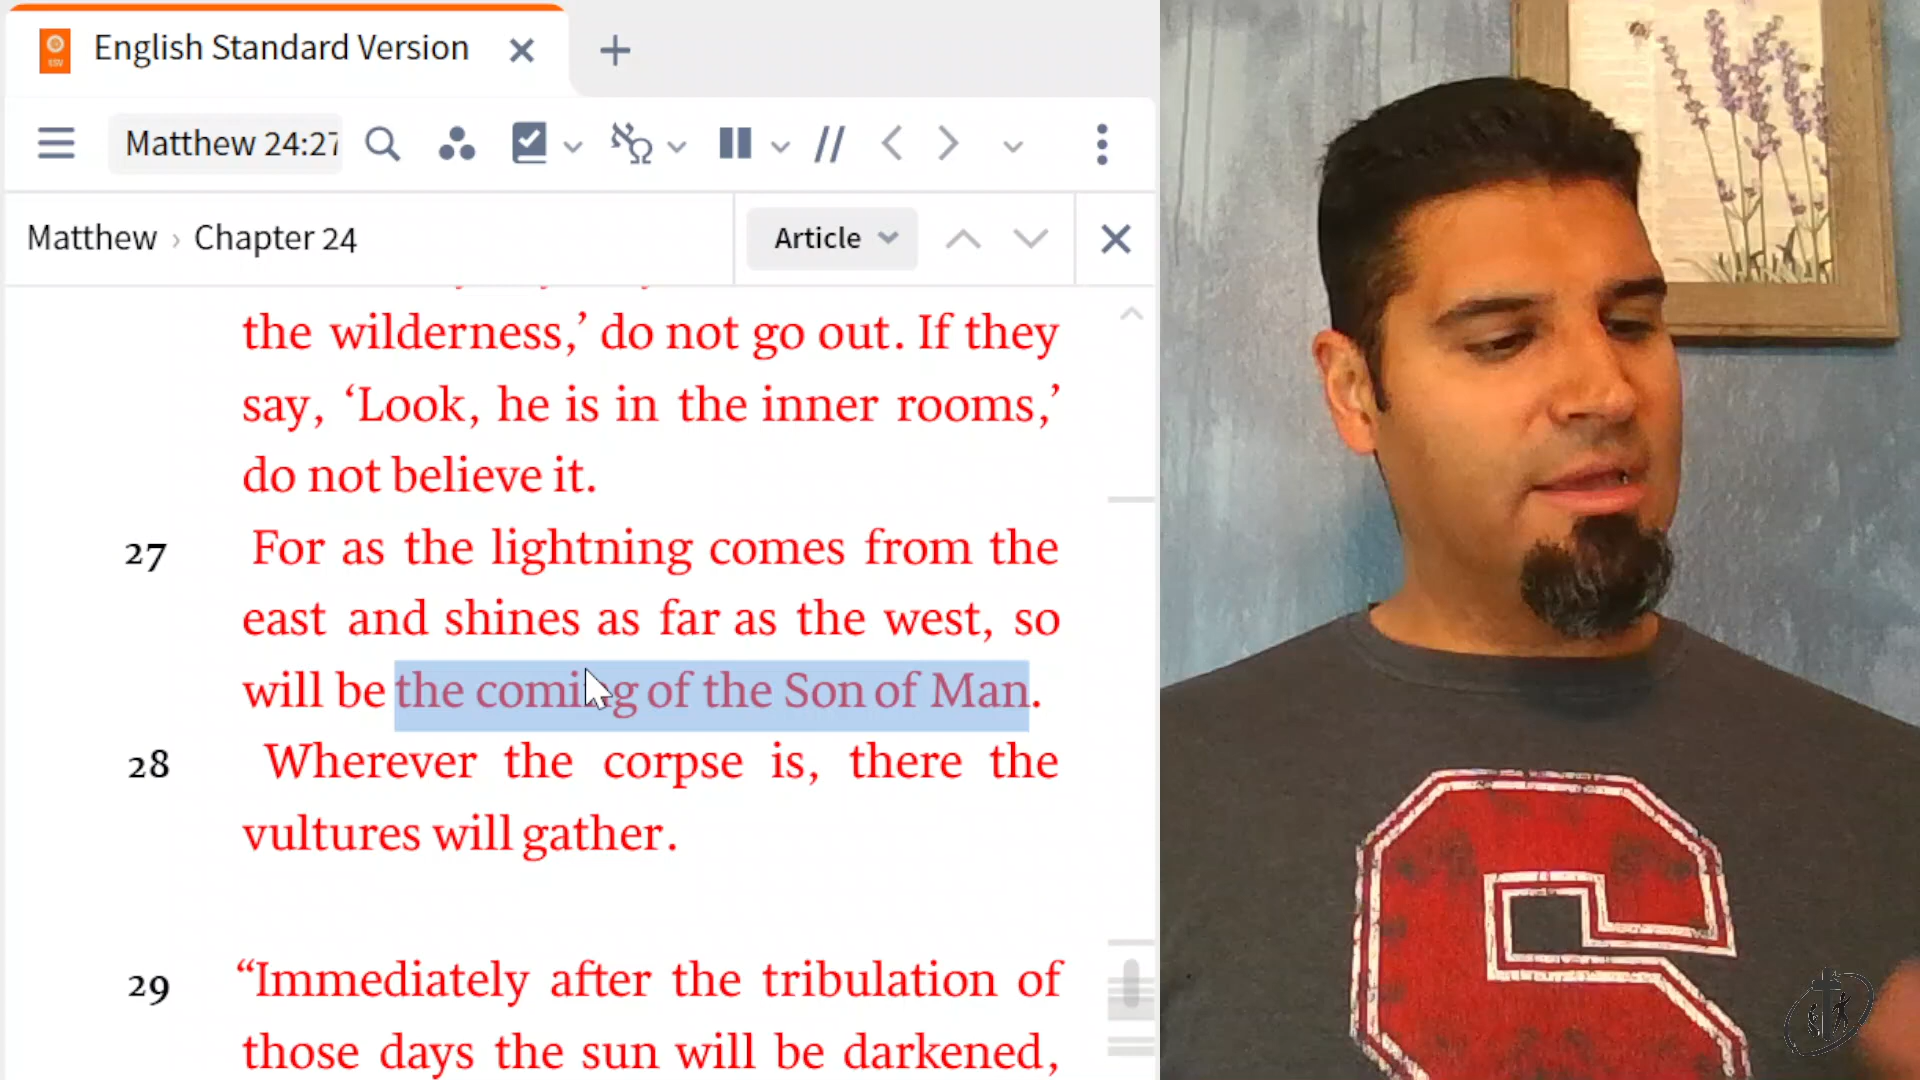 English Standard Version
ESV
Matthew 24:27
Matthew › Chapter 24
Article
the wilderness,’ do not go out. If they
say, ‘Look, he is in the inner rooms,’
do not believe it.
27 For as the lightning comes from the
east and shines as far as the west, so
will be the coming of the Son of Man.
28 Wherever the corpse is, there the
vultures will gather.
29 “Immediately after the tribulation of
those days the sun will be darkened,
S